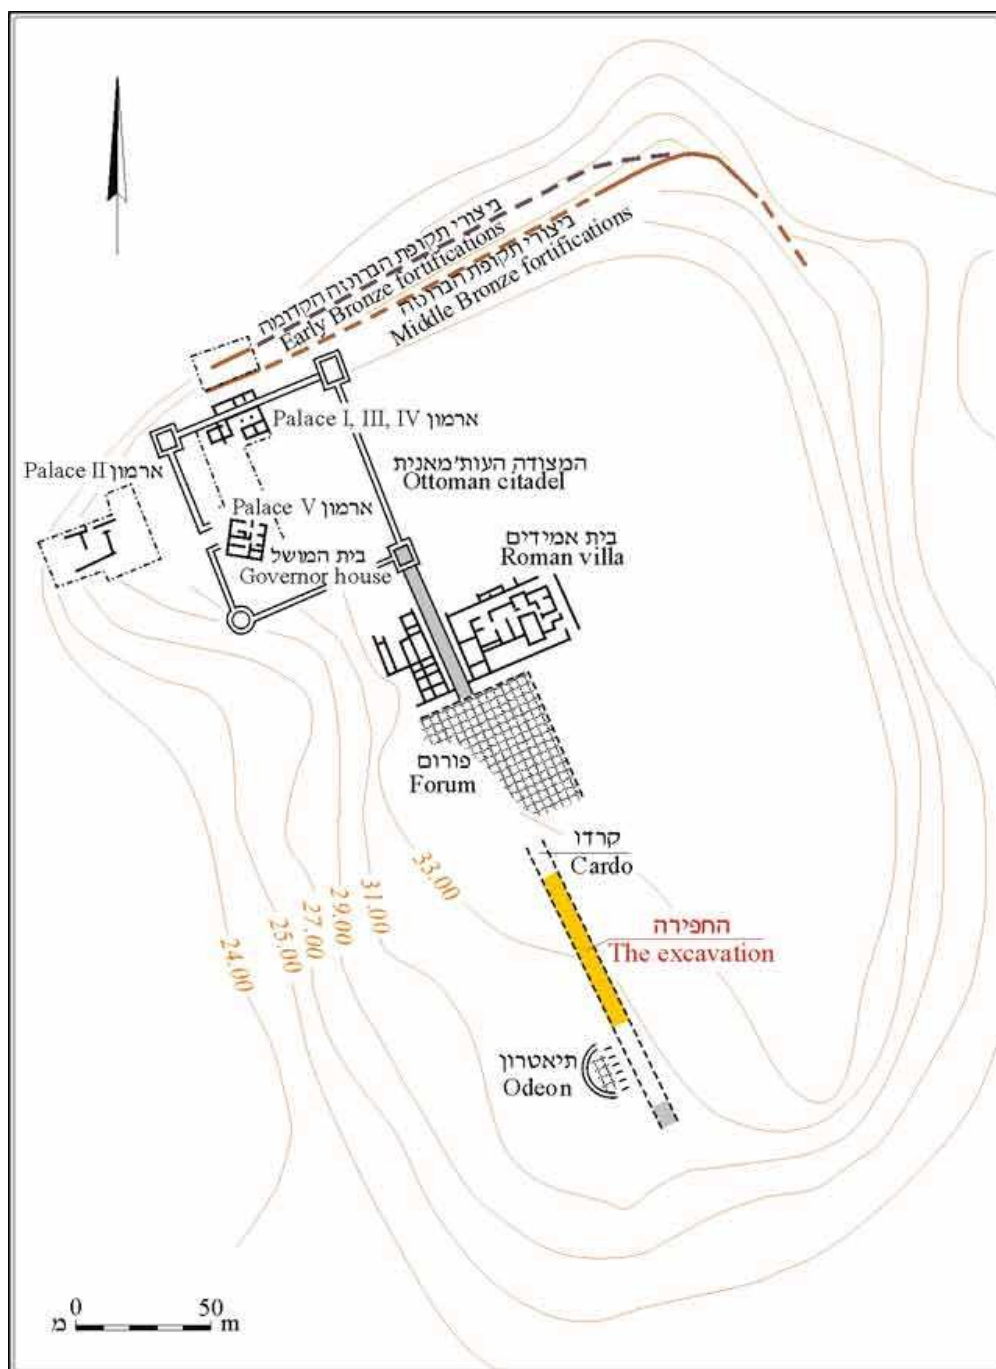 ביצורי תקופת הברונזה הקדומה
Early Bronze fortifications
ביצורי תקופת הברונזה
Middle Bronze fortifications
Palace I, III, IV ארמון
Palace II ארמון
המצודה העות'מאנית
Ottoman citadel
Palace V ארמון
בית המושל
Governor house
בית אמידים
Roman villa
פורום
Forum
קרדו
Cardo
33.00
31.00
29.00
27.00
25.00
24.00
החפירה
The excavation
תיאטרון
Odeon
0 50
מ m